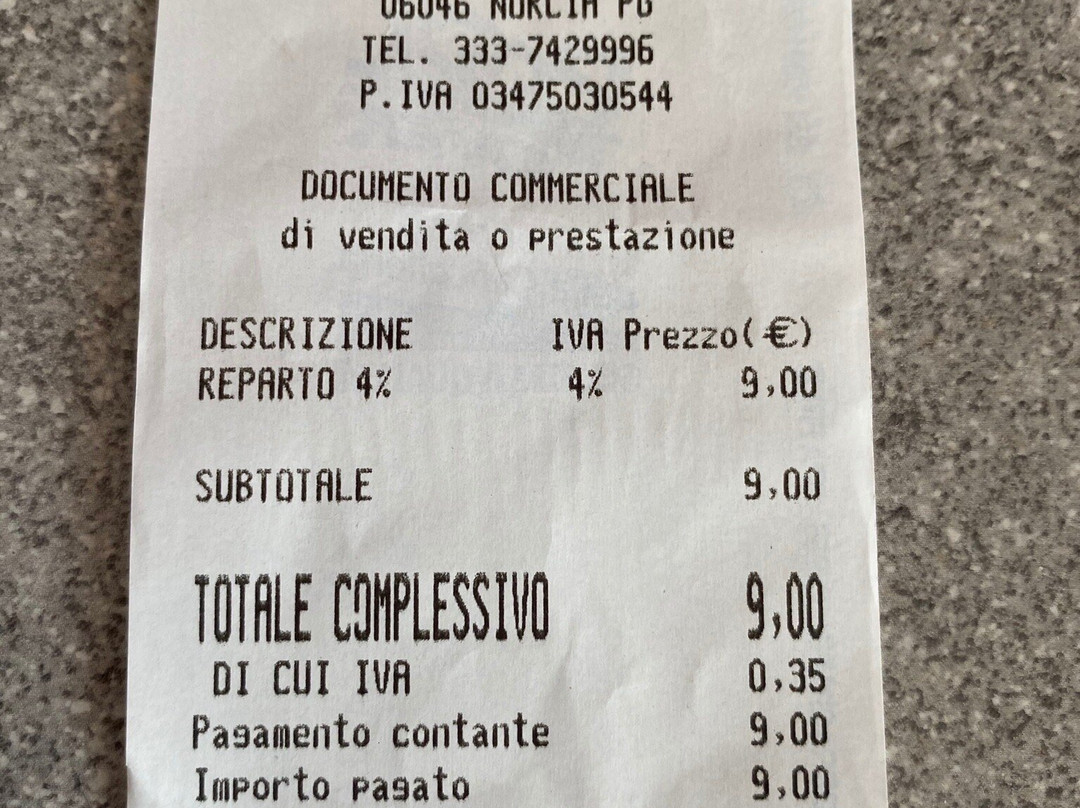 06046 NORCIA PG
TEL. 333-7429996
P.IVA 03475030544
DOCUMENTO COMMERCIALE
di vendita o prestazione
DESCRIZIONE IVA Prezzo(€)
REPARTO 4% 4% 9,00
SUBTOTALE 9,00
TOTALE COMPLESSIVO 9,00
DI CUI IVA 0,35
Pagamento contante 9,00
Importo pagato 9,00